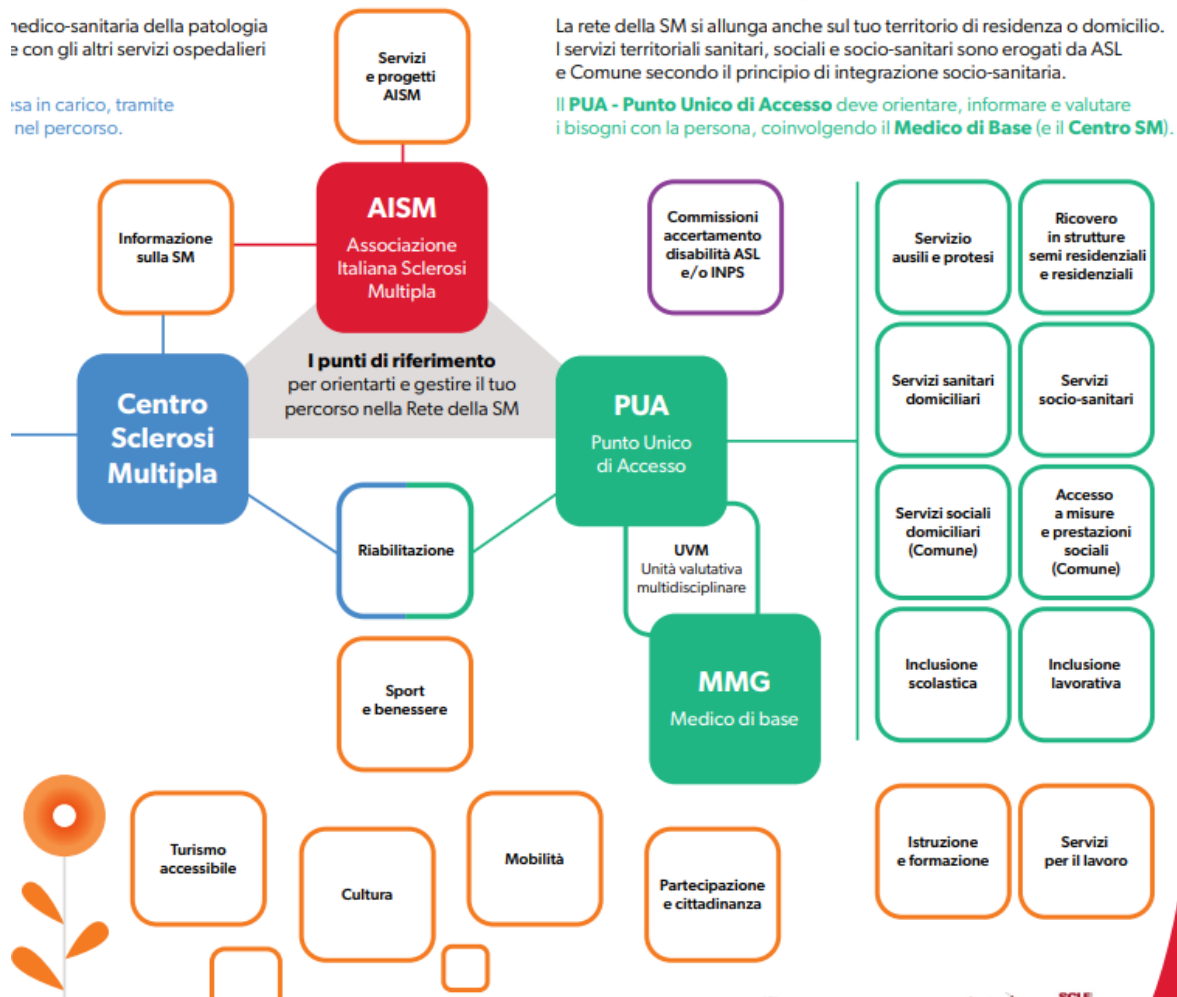 medico-sanitaria della patologia
e con gli altri servizi ospedalieri
esa in carico, tramite
nel percorso.
La rete della SM si allunga anche sul tuo territorio di residenza o domicilio.
I servizi territoriali sanitari, sociali e socio-sanitari sono erogati da ASL
e Comune secondo il principio di integrazione socio-sanitaria.
Il PUA - Punto Unico di Accesso deve orientare, informare e valutare
i bisogni con la persona, coinvolgendo il Medico di Base (e il Centro SM).
Servizi
e progetti
AISM
Informazione
sulla SM
AISM
Associazione
Italiana Sclerosi
Multipla
Commissioni
accertamento
disabilità ASL
e/o INPS
Servizio
ausili e protesi
Ricovero
in strutture
semi residenziali
e residenziali
I punti di riferimento
per orientarti e gestire il tuo
percorso nella Rete della SM
Centro
Sclerosi
Multipla
PUA
Punto Unico
di Accesso
Servizi sanitari
domiciliari
Servizi
socio-sanitari
Riabilitazione
UVM
Unità valutativa
multidisciplinare
Servizi sociali
domiciliari
(Comune)
Accesso
a misure
e prestazioni
sociali
(Comune)
Sport
e benessere
MMG
Medico di base
Inclusione
scolastica
Inclusione
lavorativa
Turismo
accessibile
Cultura
Mobilità
Partecipazione
e cittadinanza
Istruzione
e formazione
Servizi
per il lavoro